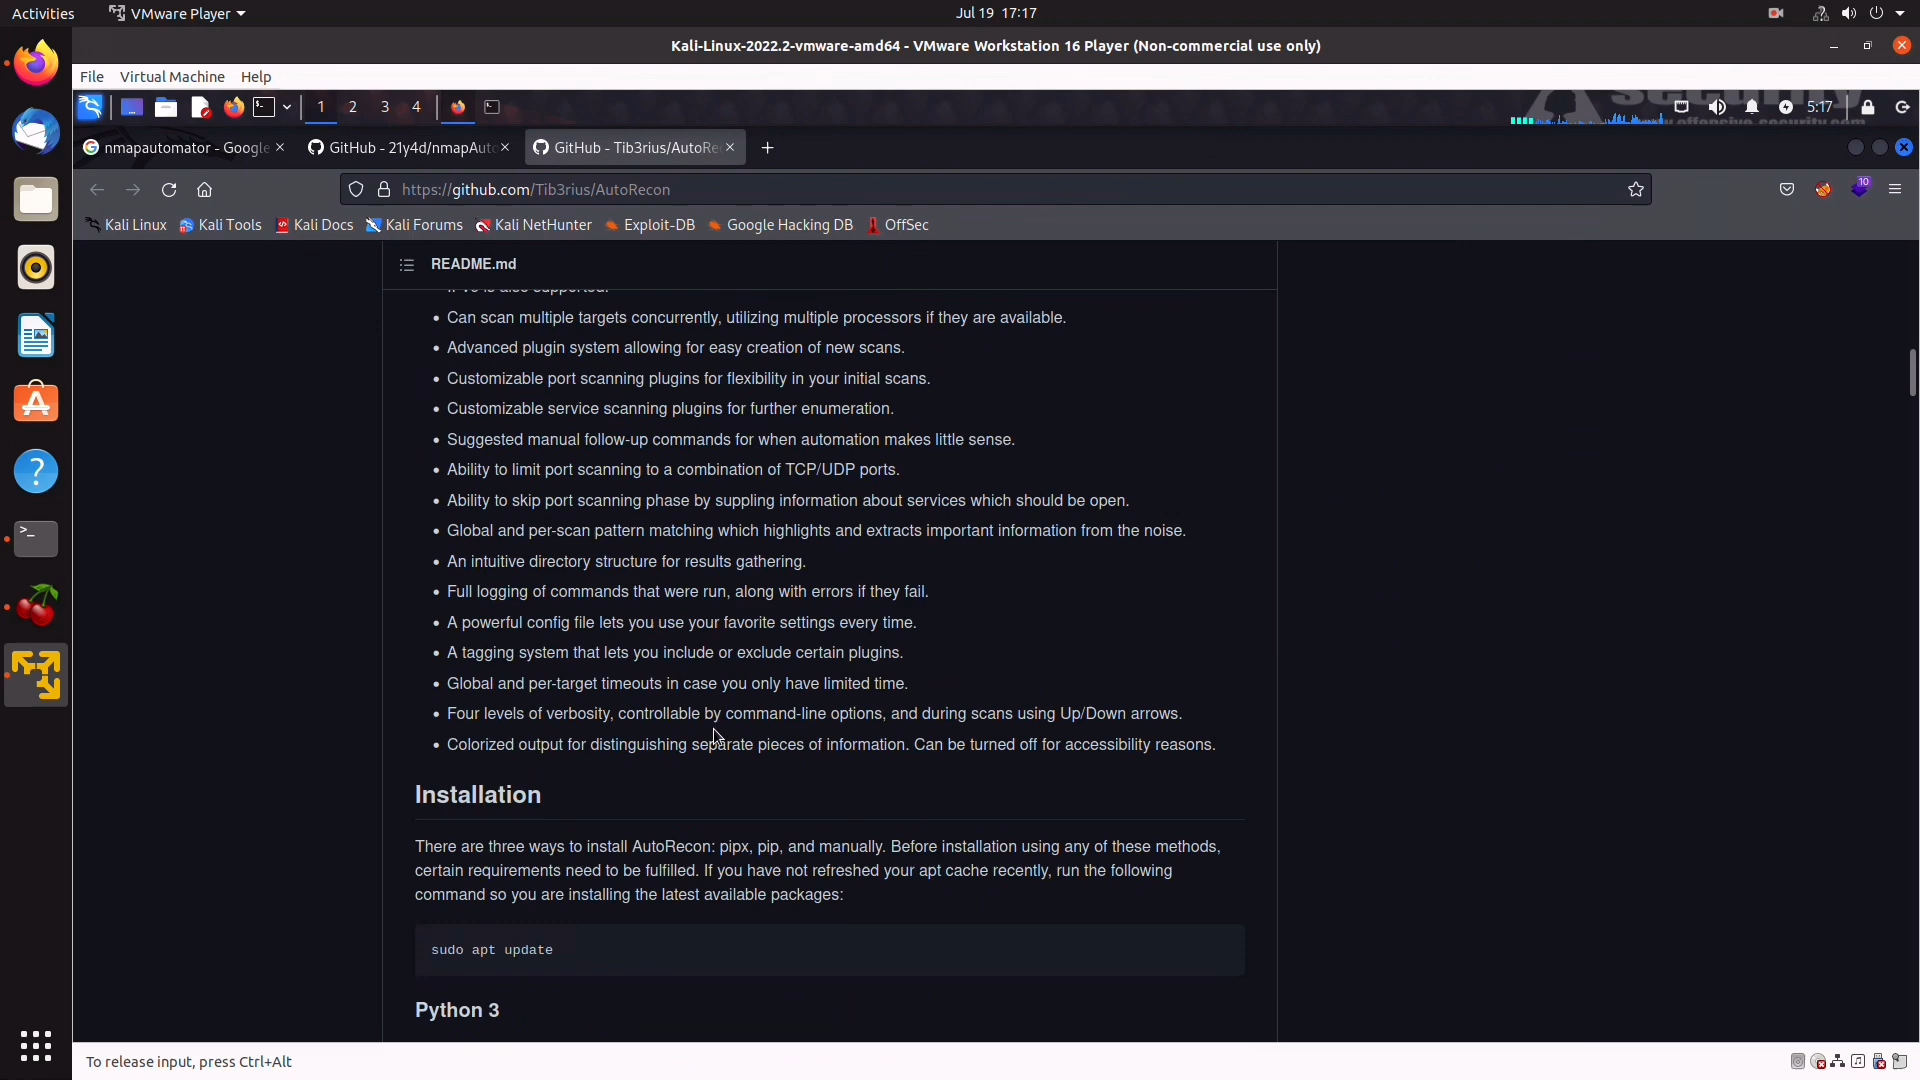 Activities VMware Player Jul 19 17:17
Kali-Linux-2022.2-vmware-amd64 - VMware Workstation 16 Player (Non-commercial use only)
File Virtual Machine Help
1 2 3 4 5:17
nmapautomator - Google GitHub - 21y4d/nmapAuto GitHub - Tib3rius/AutoRe
https://github.com/Tib3rius/AutoRecon 10
Kali Linux Kali Tools Kali Docs Kali Forums Kali NetHunter Exploit-DB Google Hacking DB OffSec
README.md
• Can scan multiple targets concurrently, utilizing multiple processors if they are available.
• Advanced plugin system allowing for easy creation of new scans.
• Customizable port scanning plugins for flexibility in your initial scans.
• Customizable service scanning plugins for further enumeration.
• Suggested manual follow-up commands for when automation makes little sense.
• Ability to limit port scanning to a combination of TCP/UDP ports.
• Ability to skip port scanning phase by suppling information about services which should be open.
• Global and per-scan pattern matching which highlights and extracts important information from the noise.
• An intuitive directory structure for results gathering.
• Full logging of commands that were run, along with errors if they fail.
• A powerful config file lets you use your favorite settings every time.
• A tagging system that lets you include or exclude certain plugins.
• Global and per-target timeouts in case you only have limited time.
• Four levels of verbosity, controllable by command-line options, and during scans using Up/Down arrows.
• Colorized output for distinguishing separate pieces of information. Can be turned off for accessibility reasons.
Installation
There are three ways to install AutoRecon: pipx, pip, and manually. Before installation using any of these methods,
certain requirements need to be fulfilled. If you have not refreshed your apt cache recently, run the following
command so you are installing the latest available packages:
sudo apt update
Python 3
To release input, press Ctrl+Alt